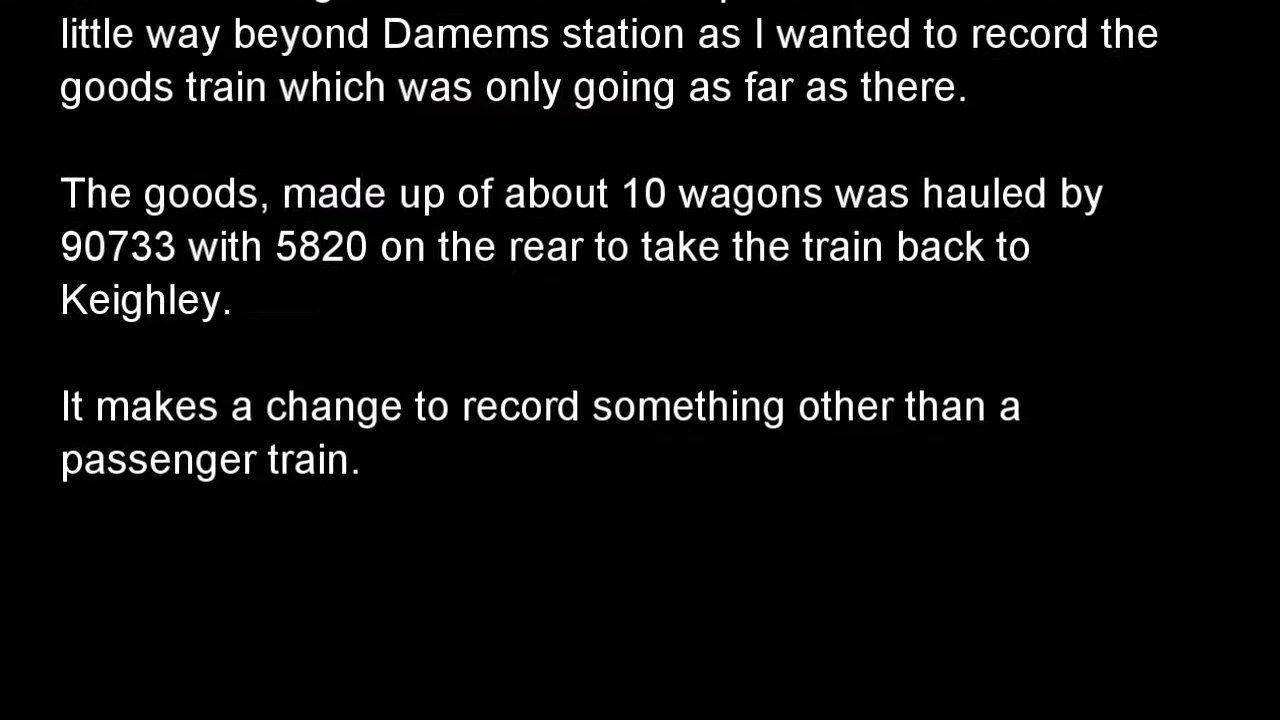 little way beyond Damems station as I wanted to record the
goods train which was only going as far as there.
The goods, made up of about 10 wagons was hauled by
90733 with 5820 on the rear to take the train back to
Keighley.
It makes a change to record something other than a
passenger train.